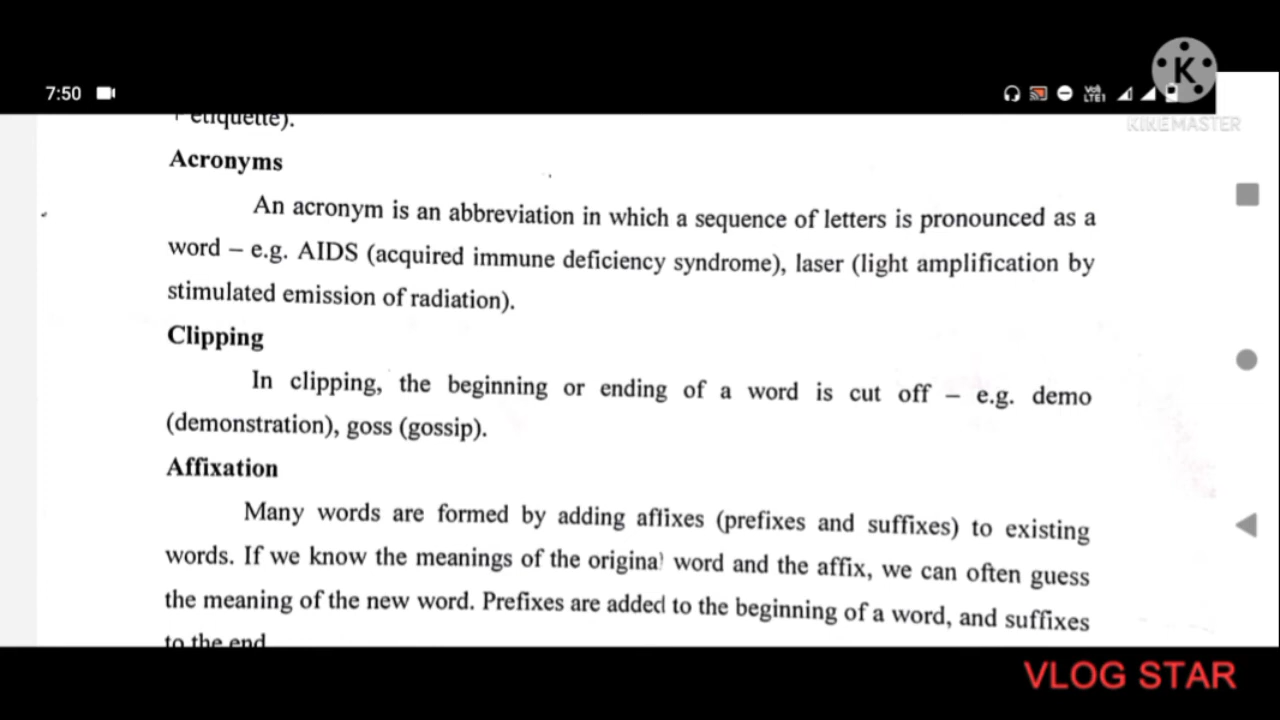 7:50
Vol) LTE1
K
KINEMASTER
+ etiquette).
Acronyms
An acronym is an abbreviation in which a sequence of letters is pronounced as a
word – e.g. AIDS (acquired immune deficiency syndrome), laser (light amplification by
stimulated emission of radiation).
Clipping
In clipping, the beginning or ending of a word is cut off – e.g. demo
(demonstration), goss (gossip).
Affixation
Many words are formed by adding affixes (prefixes and suffixes) to existing
words. If we know the meanings of the original word and the affix, we can often guess
the meaning of the new word. Prefixes are added to the beginning of a word, and suffixes
to the end
VLOG STAR